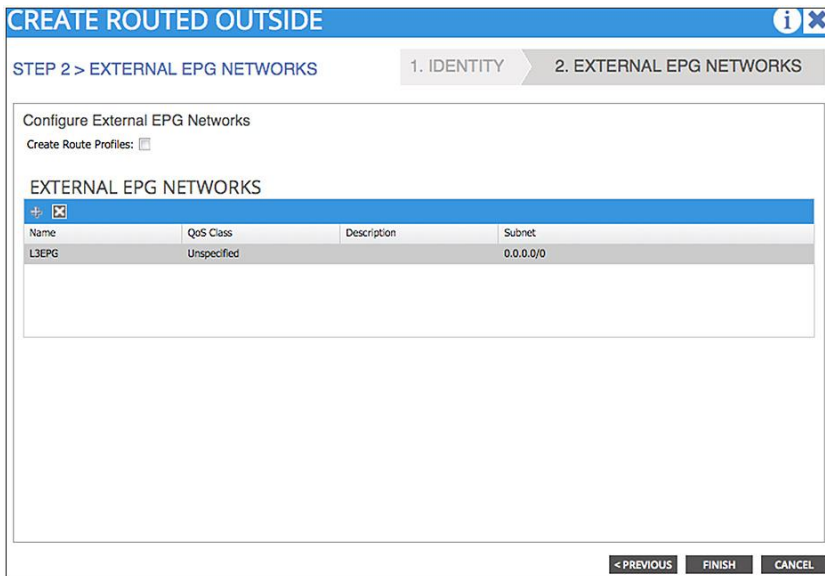 CREATE ROUTED OUTSIDE
STEP 2 > EXTERNAL EPG NETWORKS
1. IDENTITY
2. EXTERNAL EPG NETWORKS
Configure External EPG Networks
Create Route Profiles:
EXTERNAL EPG NETWORKS
Name QoS Class Description Subnet
L3EPG Unspecified 0.0.0.0/0
< PREVIOUS FINISH CANCEL